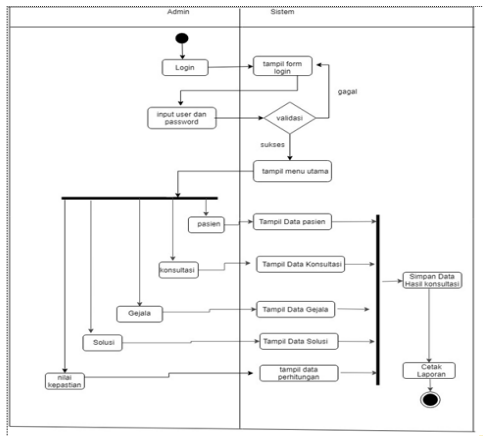 Admin
Sistem
Login
tampil form
login
gagal
input user dan
password
validasi
sukses
tampil menu utama
pasien
Tampil Data pasien
konsultasi
Tampil Data Konsultasi
Simpan Data
Hasil konsultasi
Gejala
Tampil Data Gejala
Solusi
Tampil Data Solusi
nilai
kepastian
tampil data
perhitungan
Cetak
Laporan